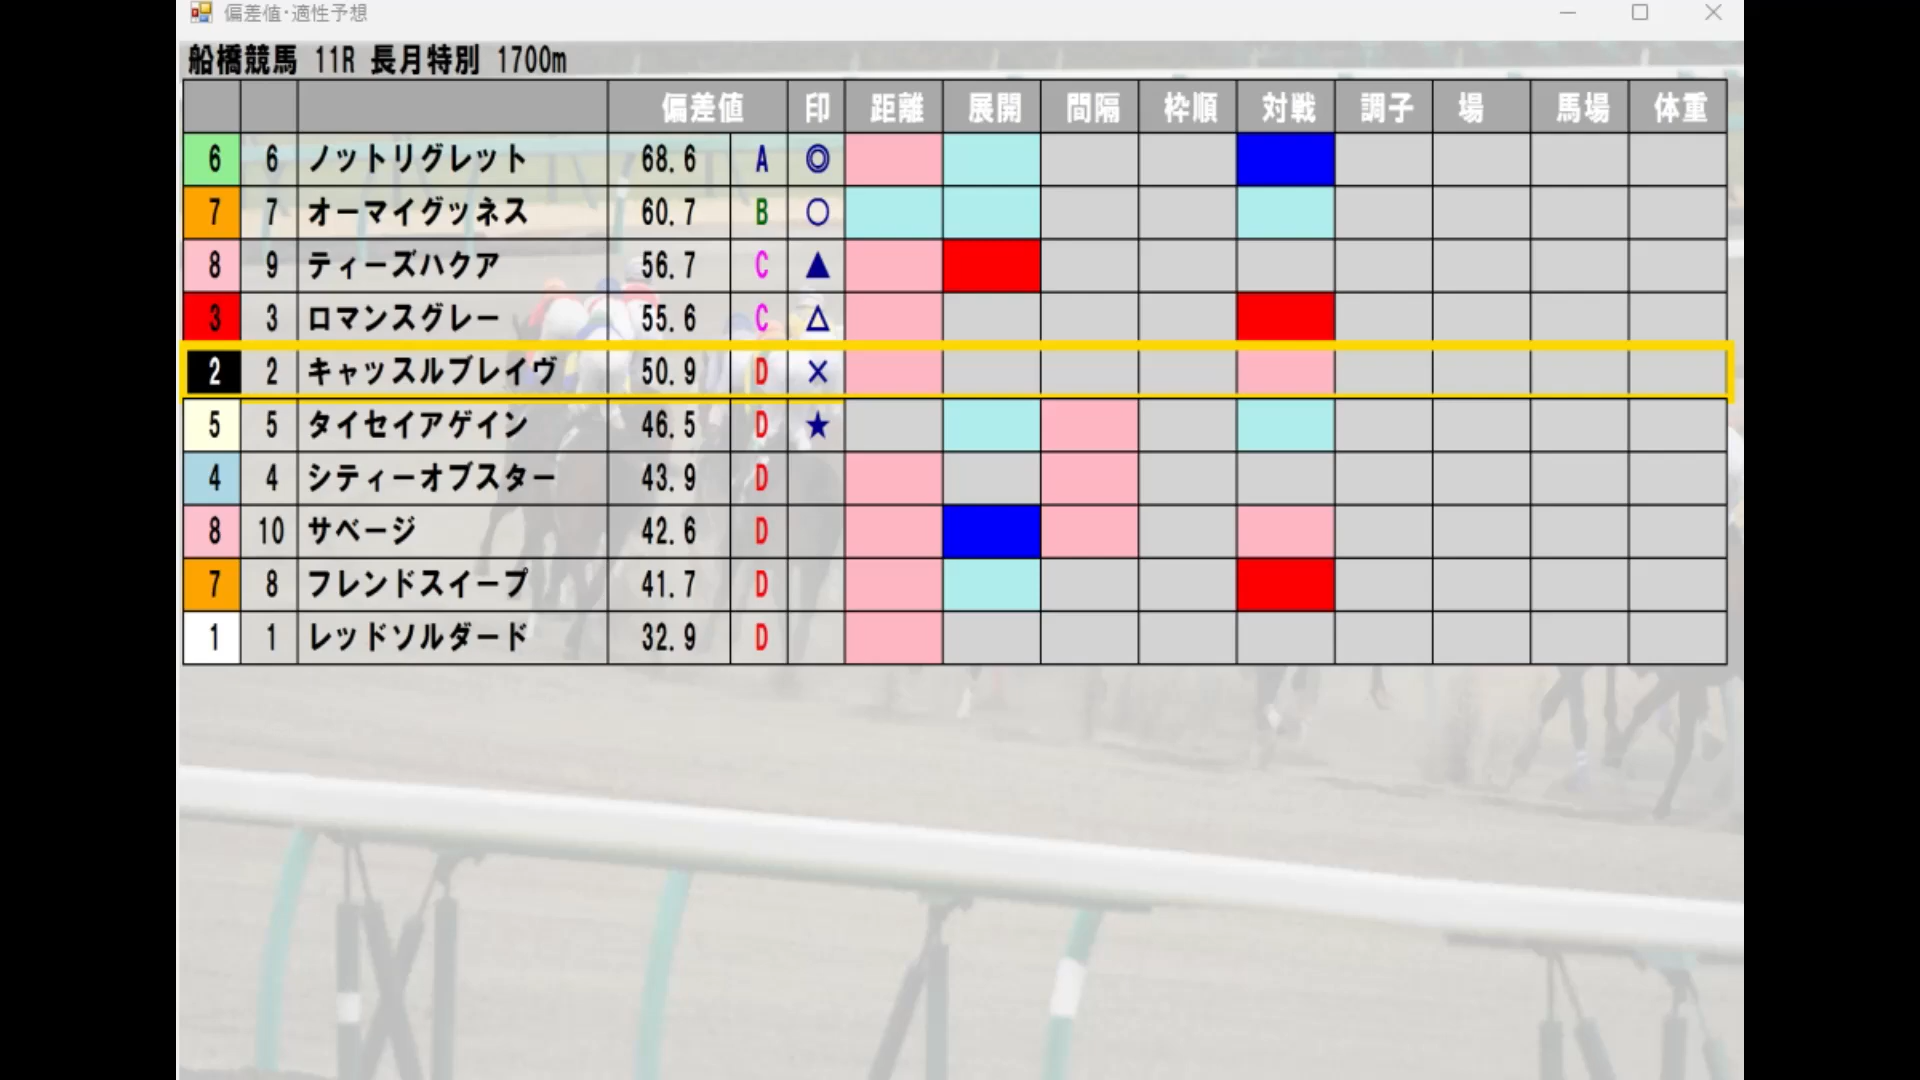 偏差値・適性予想
船橋競馬 11R 長月特別 1700m
偏差値 印 距離 展開 間隔 枠順 対戦 調子 場 馬場 体重
6 6 ノットリグレット 68.6 A ◎
7 7 オーマイグッネス 60.7 B ○
8 9 ティーズハクア 56.7 C ▲
3 3 ロマンスグレー 55.6 C △
2 2 キャッスルブレイヴ 50.9 D ×
5 5 タイセイアゲイン 46.5 D ★
4 4 シティーオブスター 43.9 D
8 10 サベージ 42.6 D
7 8 フレンドスイープ 41.7 D
1 1 レッドソルダード 32.9 D